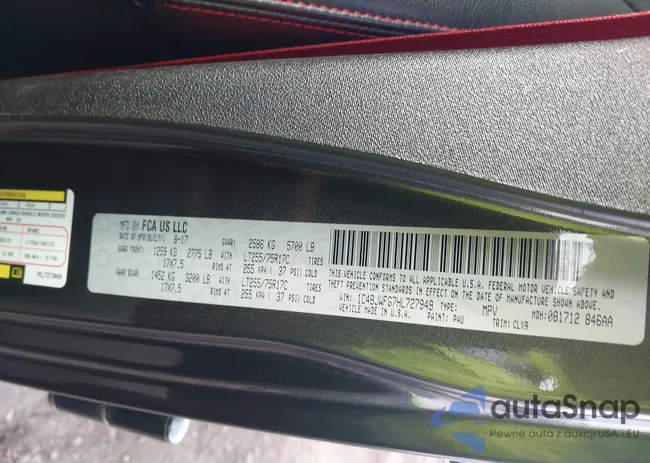 INFORMATION
HL727949
MFD BY FCA US LLC
DATE OF MFR(BUILT)) 8-17 GVWR: 2586 KG 5700 LB
GAWR FRONT: 1259 KG 2775 LB WITH LT255/75R17C TIRES
17X7.5 RIMS AT 255 KPA ( 37 PSI) COLD
GAWR REAR: 1452 KG 3200 LB WITH LT255/75R17C TIRES
17X7.5 RIMS AT 255 KPA ( 37 PSI) COLD
THIS VEHICLE CONFORMS TO ALL APPLICABLE U.S.A. FEDERAL MOTOR VEHICLE SAFETY, BUMPER AND
THEFT PREVENTION STANDARDS IN EFFECT ON THE DATE OF MANUFACTURE SHOWN ABOVE.
VIN: 1C4BJWFG7HL727949 TYPE: MPV MDH: 081712 846AA
VEHICLE MADE IN U.S.A. PAINT: PAU TRIM: CLX9
autoSnap
Pewne auta z aukcji USA i EU